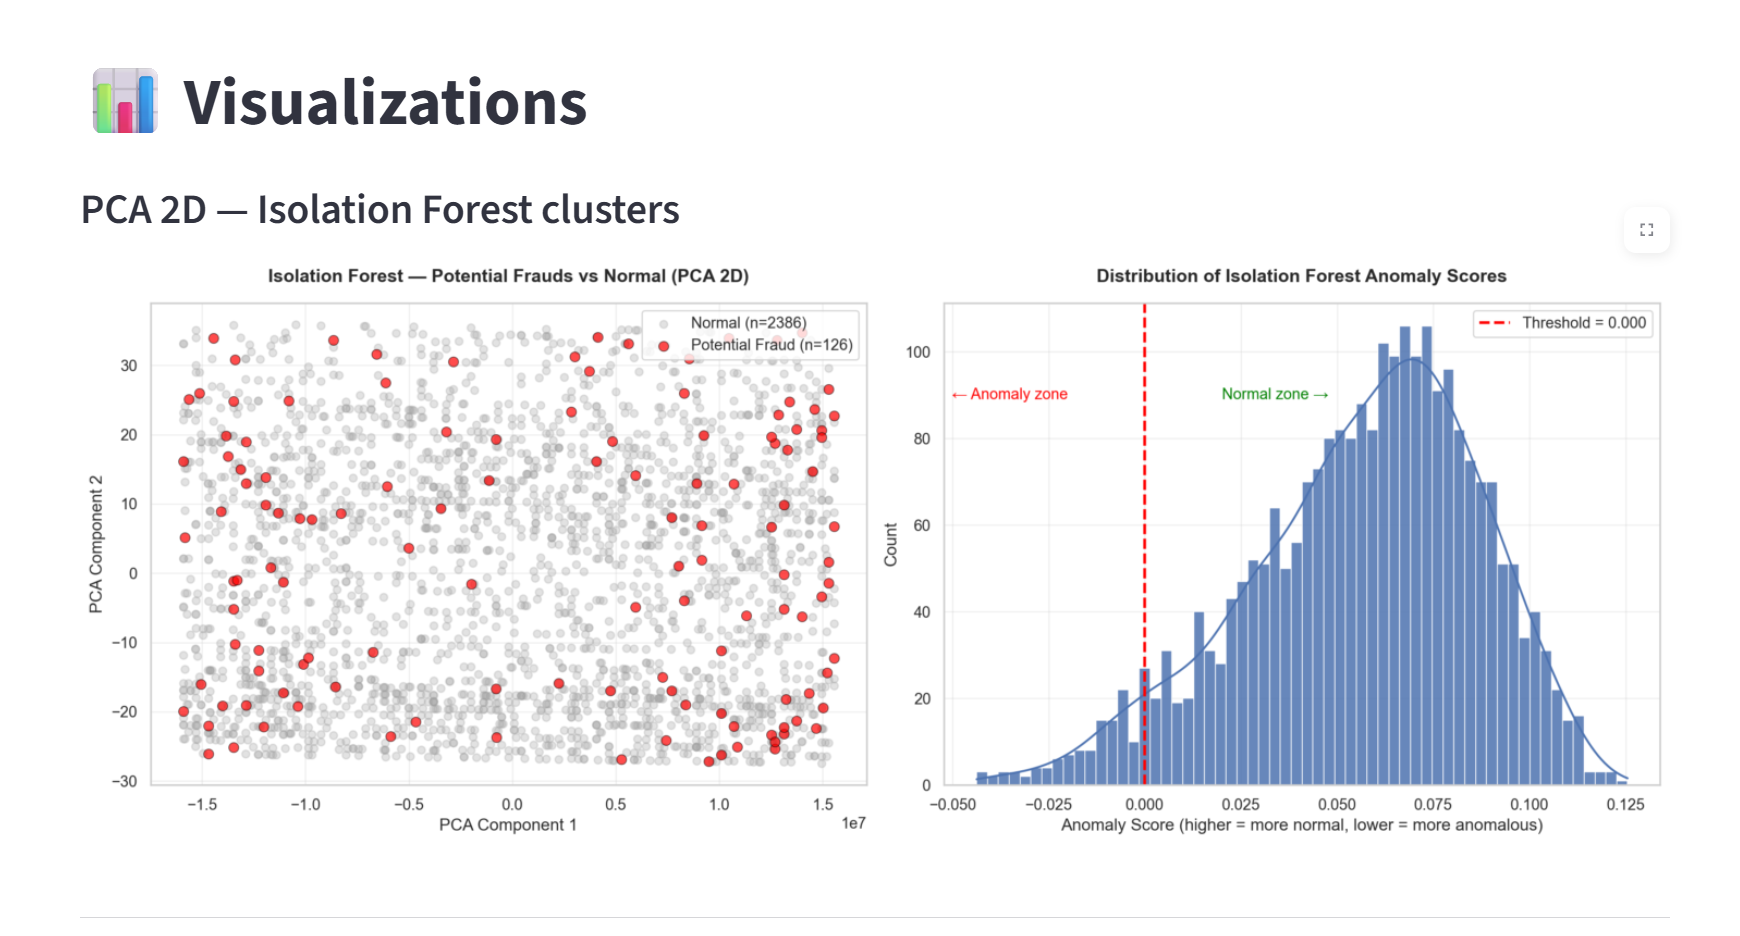 Visualizations
PCA 2D — Isolation Forest clusters
Isolation Forest — Potential Frauds vs Normal (PCA 2D)
Normal (n=2386)
Potential Fraud (n=126)
30
20
10
0
−10
−20
−30
PCA Component 2
−1.5
−1.0
−0.5
0.0
0.5
1.0
1.5
1e7
PCA Component 1
Distribution of Isolation Forest Anomaly Scores
Threshold = 0.000
← Anomaly zone
Normal zone →
100
80
60
40
20
0
Count
−0.050
−0.025
0.000
0.025
0.050
0.075
0.100
0.125
Anomaly Score (higher = more normal, lower = more anomalous)